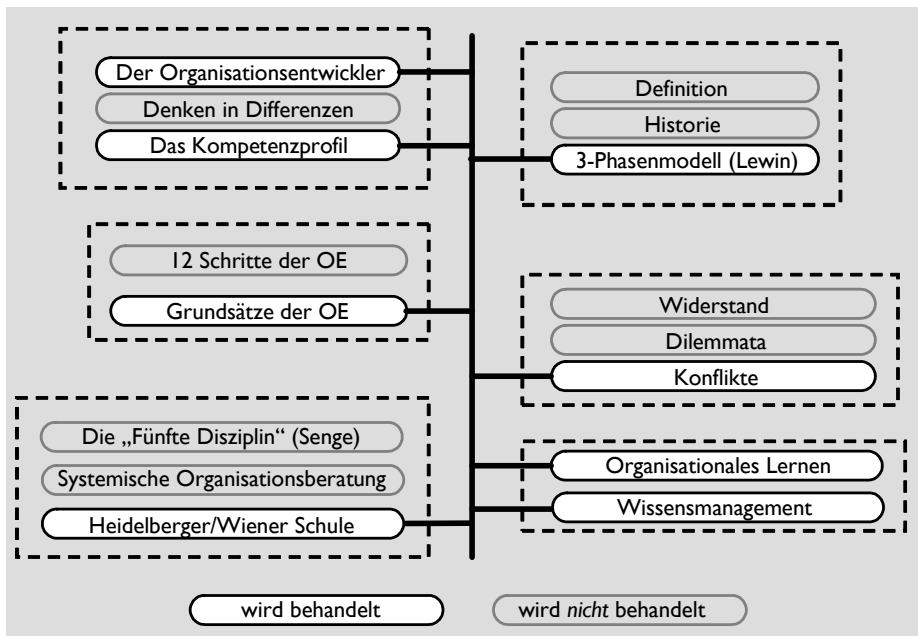 Der Organisationsentwickler
Denken in Differenzen
Das Kompetenzprofil
Definition
Historie
3-Phasenmodell (Lewin)
12 Schritte der OE
Grundsätze der OE
Widerstand
Dilemmata
Konflikte
Die „Fünfte Disziplin“ (Senge)
Systemische Organisationsberatung
Heidelberger/Wiener Schule
Organisationales Lernen
Wissensmanagement
wird behandelt
wird nicht behandelt